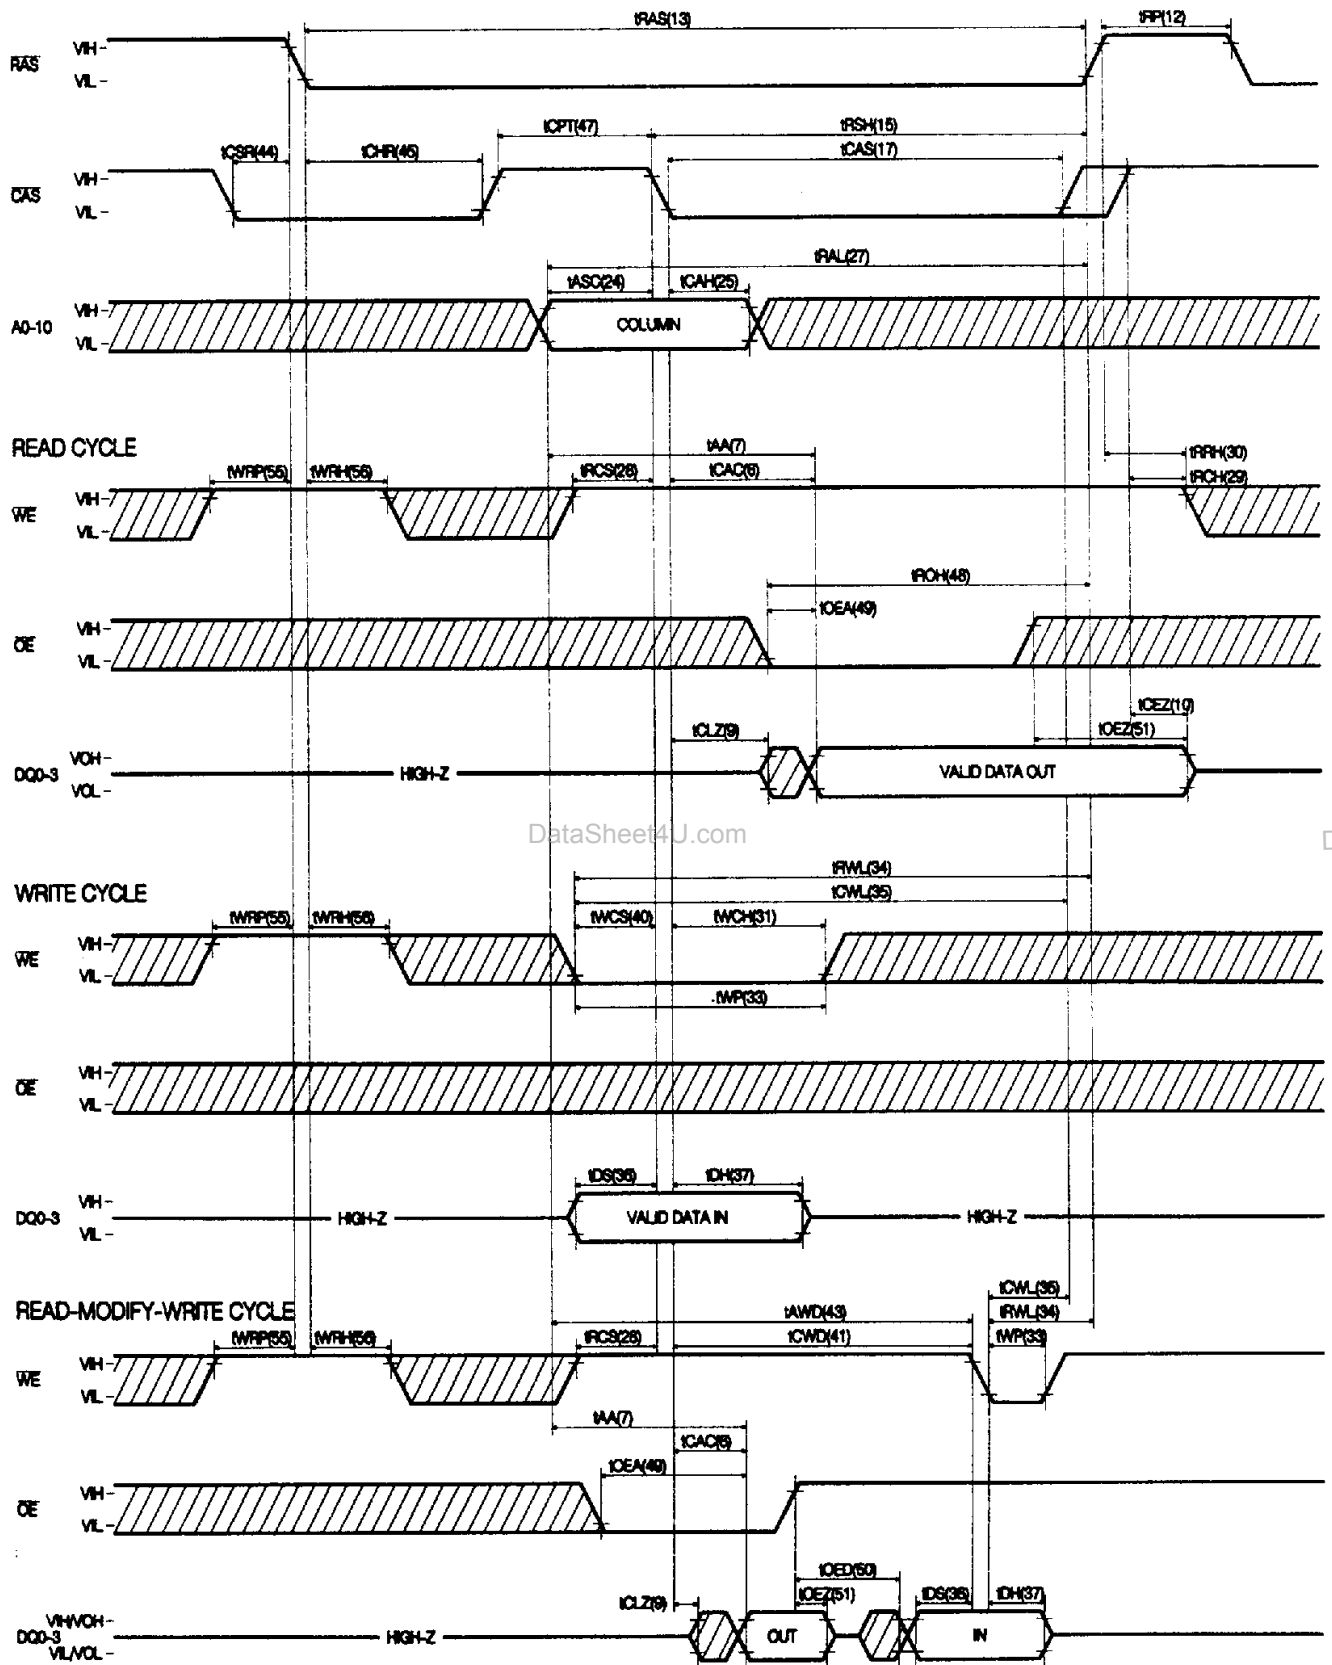 tRAS(13) tRP(12)
RAS VIH
VIL
tCPT(47) tRSH(15)
tCSR(44) tCHR(45) tCAS(17)
CAS VIH
VIL
tRAL(27)
tASC(24) tCAH(25)
A0-10 VIH COLUMN
VIL
READ CYCLE
tAA(7) tRRH(30)
tWRP(55) tWRH(56) tRCS(28) tCAC(6) tRCH(29)
WE VIH
VIL
tROH(48)
tOEA(49)
OE VIH
VIL
tCEZ(10)
tCLZ(9) tOEZ(51)
DQ0-3 VOH HIGH-Z VALID DATA OUT
VOL
DataSheet4U.com
tRWL(34)
WRITE CYCLE tCWL(35)
tWRP(55) tWRH(56) tWCS(40) tWCH(31)
WE VIH
VIL
tWP(33)
OE VIH
VIL
tDS(36) tDH(37)
DQ0-3 VIH HIGH-Z VALID DATA IN HIGH-Z
VIL
tCWL(35)
READ-MODIFY-WRITE CYCLE tAWD(43) tRWL(34)
tWRP(55) tWRH(56) tRCS(28) tCWD(41) tWP(33)
WE VIH
VIL
tAA(7)
tCAC(6)
tOEA(49)
OE VIH
VIL
tOED(50)
tCLZ(9) tOEZ(51) tDS(36) tDH(37)
DQ0-3 VIH/VOH HIGH-Z OUT IN
VIL/VOL